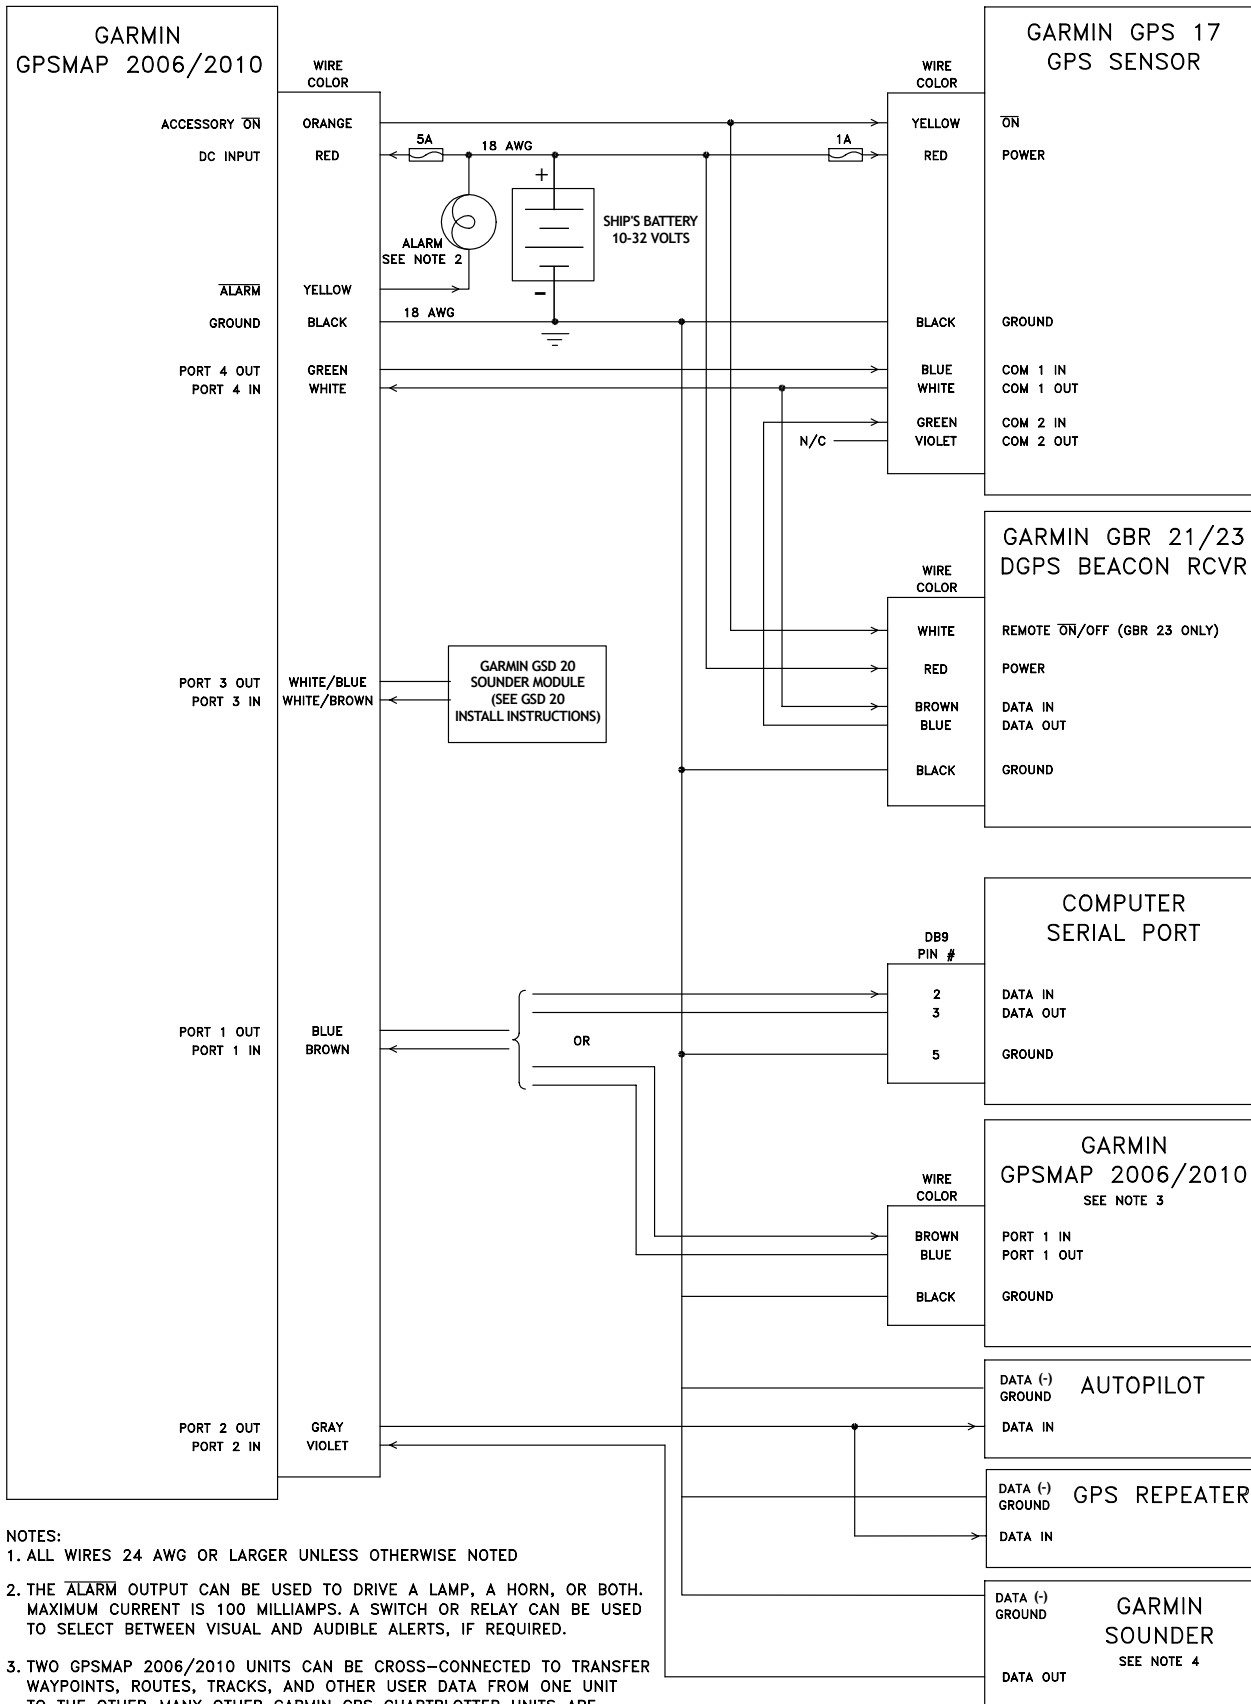 GARMIN
GPSMAP 2006/2010
WIRE
COLOR
ACCESSORY ON
ORANGE
DC INPUT
RED
5A
18 AWG
1A
ALARM
SEE NOTE 2
+
-
SHIP'S BATTERY
10-32 VOLTS
ALARM
YELLOW
GROUND
BLACK
18 AWG
PORT 4 OUT
GREEN
PORT 4 IN
WHITE
PORT 3 OUT
WHITE/BLUE
PORT 3 IN
WHITE/BROWN
GARMIN GSD 20
SOUNDER MODULE
(SEE GSD 20
INSTALL INSTRUCTIONS)
PORT 1 OUT
BLUE
PORT 1 IN
BROWN
OR
PORT 2 OUT
GRAY
PORT 2 IN
VIOLET
GARMIN GPS 17
GPS SENSOR
WIRE
COLOR
YELLOW
ON
RED
POWER
BLACK
GROUND
BLUE
COM 1 IN
WHITE
COM 1 OUT
GREEN
COM 2 IN
N/C
VIOLET
COM 2 OUT
GARMIN GBR 21/23
DGPS BEACON RCVR
WIRE
COLOR
WHITE
REMOTE ON/OFF (GBR 23 ONLY)
RED
POWER
BROWN
DATA IN
BLUE
DATA OUT
BLACK
GROUND
COMPUTER
SERIAL PORT
DB9
PIN #
2
DATA IN
3
DATA OUT
5
GROUND
GARMIN
GPSMAP 2006/2010
SEE NOTE 3
WIRE
COLOR
BROWN
PORT 1 IN
BLUE
PORT 1 OUT
BLACK
GROUND
DATA (-)
GROUND
AUTOPILOT
DATA IN
DATA (-)
GROUND
GPS REPEATER
DATA IN
DATA (-)
GROUND
GARMIN
SOUNDER
SEE NOTE 4
DATA OUT
NOTES:
1. ALL WIRES 24 AWG OR LARGER UNLESS OTHERWISE NOTED
2. THE ALARM OUTPUT CAN BE USED TO DRIVE A LAMP, A HORN, OR BOTH.
MAXIMUM CURRENT IS 100 MILLIAMPS. A SWITCH OR RELAY CAN BE USED
TO SELECT BETWEEN VISUAL AND AUDIBLE ALERTS, IF REQUIRED.
3. TWO GPSMAP 2006/2010 UNITS CAN BE CROSS-CONNECTED TO TRANSFER
WAYPOINTS, ROUTES, TRACKS, AND OTHER USER DATA FROM ONE UNIT
TO THE OTHER. MANY OTHER GARMIN GPS CHARTPLOTTER UNITS ARE